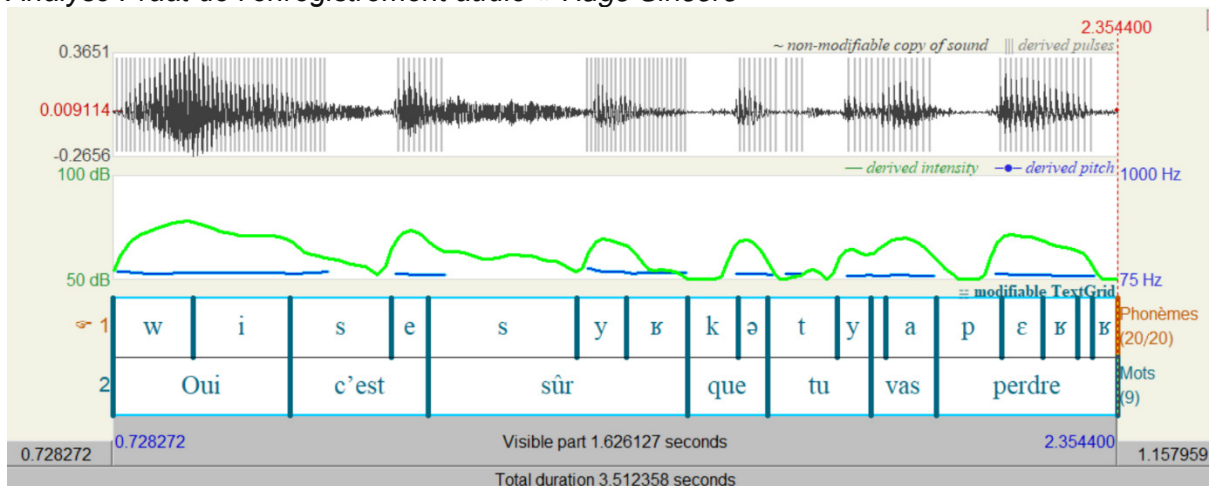 2.354400
0.3651 ~ non-modifiable copy of sound ||| derived pulses
0.009114
-0.2656
100 dB — derived intensity –●– derived pitch 1000 Hz
50 dB 75 Hz
modifiable TextGrid
1 w i s e s y ʁ k ə t y a p ɛ ʁ ʁ Phonèmes (20/20)
2 Oui c’est sûr que tu vas perdre Mots (9)
0.728272 0.728272 Visible part 1.626127 seconds 2.354400 1.157959
Total duration 3.512358 seconds